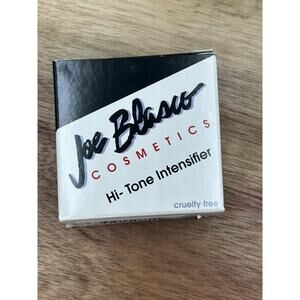 Joe Blasco
COSMETICS
Hi-Tone Intensifier
cruelty free